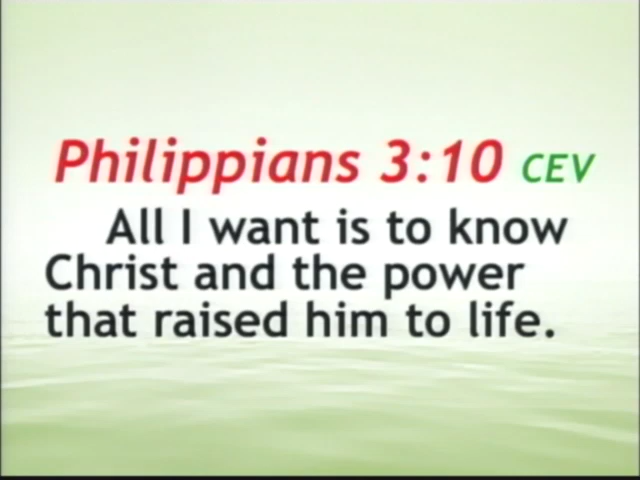 Philippians 3:10 CEV
All I want is to know
Christ and the power
that raised him to life.